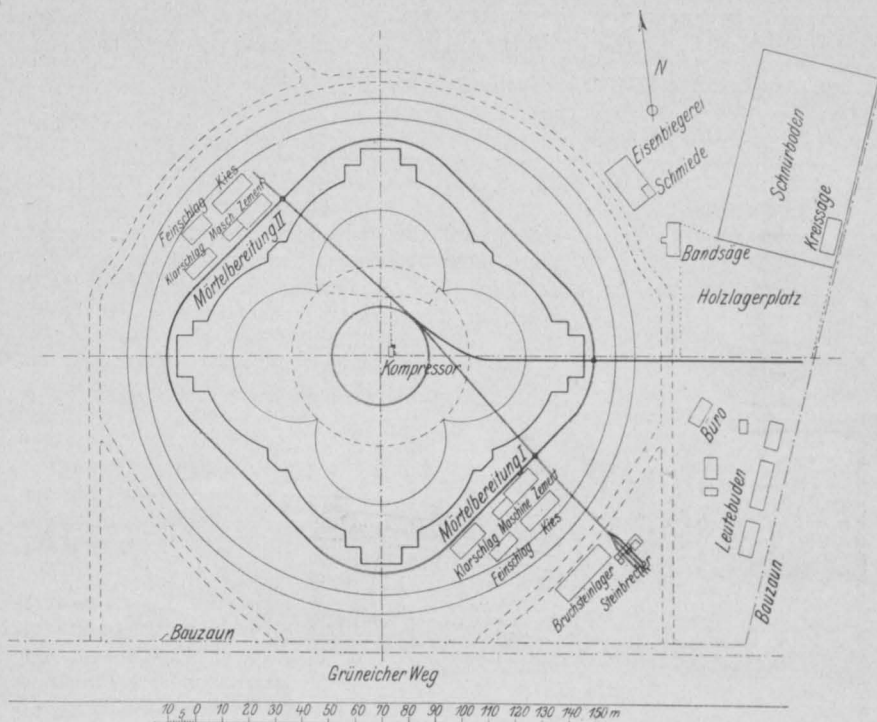 N
Eisenbiegerei
Schmiede
Schnürboden
Kreissäge
Bandsäge
Holzlagerplatz
Kies
Feinschlag
Masch. Zement
Klarschlag
Mörtelbereitung II
Kompressor
Büro
Leutebuden
Mörtelbereitung I
Maschine Zement
Klarschlag
Kies
Feinschlag
Bruchsteinlager
Steinbrecher
Bauzaun
Bauzaun
Grüneicher Weg
10 5 0 10 20 30 40 50 60 70 80 90 100 110 120 130 140 150 m